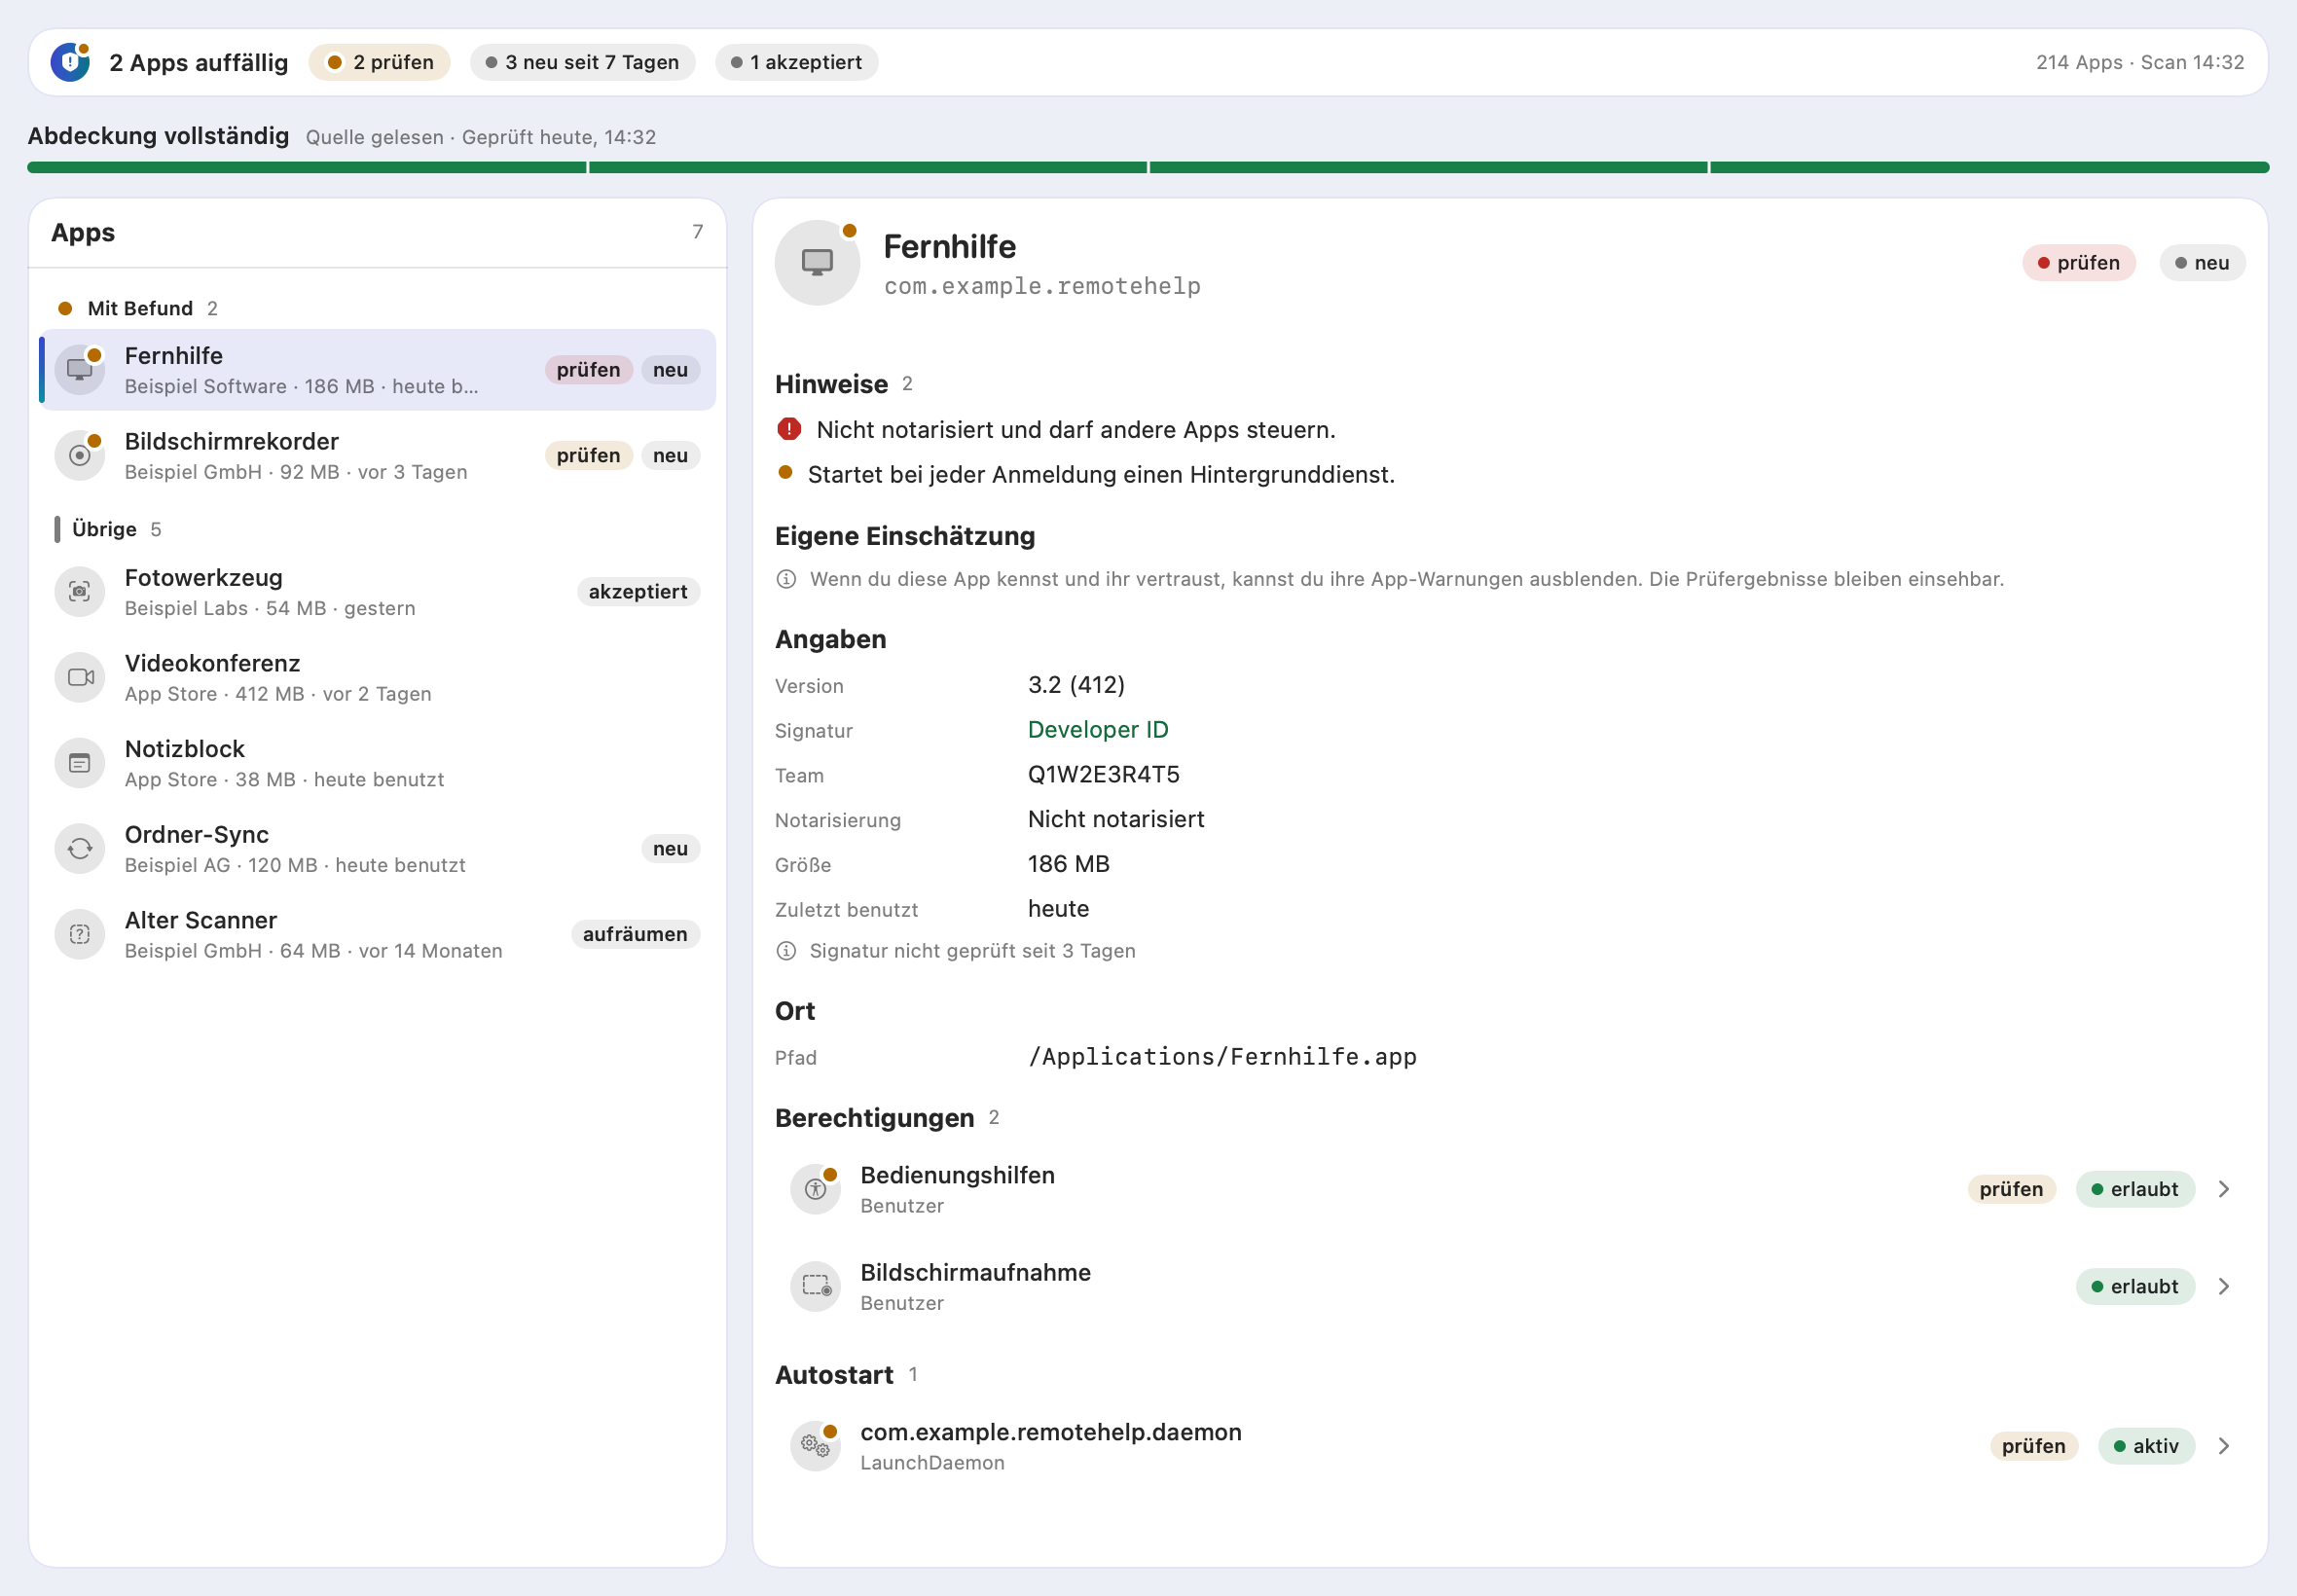 2 Apps auffällig
2 prüfen
3 neu seit 7 Tagen
1 akzeptiert
214 Apps · Scan 14:32
Abdeckung vollständig
Quelle gelesen · Geprüft heute, 14:32
Apps
7
Mit Befund 2
Fernhilfe
Beispiel Software · 186 MB · heute b…
prüfen
neu
Bildschirmrekorder
Beispiel GmbH · 92 MB · vor 3 Tagen
prüfen
neu
Übrige 5
Fotowerkzeug
Beispiel Labs · 54 MB · gestern
akzeptiert
Videokonferenz
App Store · 412 MB · vor 2 Tagen
Notizblock
App Store · 38 MB · heute benutzt
Ordner-Sync
Beispiel AG · 120 MB · heute benutzt
neu
Alter Scanner
Beispiel GmbH · 64 MB · vor 14 Monaten
aufräumen
Fernhilfe
com.example.remotehelp
prüfen
neu
Hinweise 2
Nicht notarisiert und darf andere Apps steuern.
Startet bei jeder Anmeldung einen Hintergrunddienst.
Eigene Einschätzung
Wenn du diese App kennst und ihr vertraust, kannst du ihre App-Warnungen ausblenden. Die Prüfergebnisse bleiben einsehbar.
Angaben
Version 3.2 (412)
Signatur Developer ID
Team Q1W2E3R4T5
Notarisierung Nicht notarisiert
Größe 186 MB
Zuletzt benutzt heute
Signatur nicht geprüft seit 3 Tagen
Ort
Pfad /Applications/Fernhilfe.app
Berechtigungen 2
Bedienungshilfen
Benutzer
prüfen
erlaubt
Bildschirmaufnahme
Benutzer
erlaubt
Autostart 1
com.example.remotehelp.daemon
LaunchDaemon
prüfen
aktiv